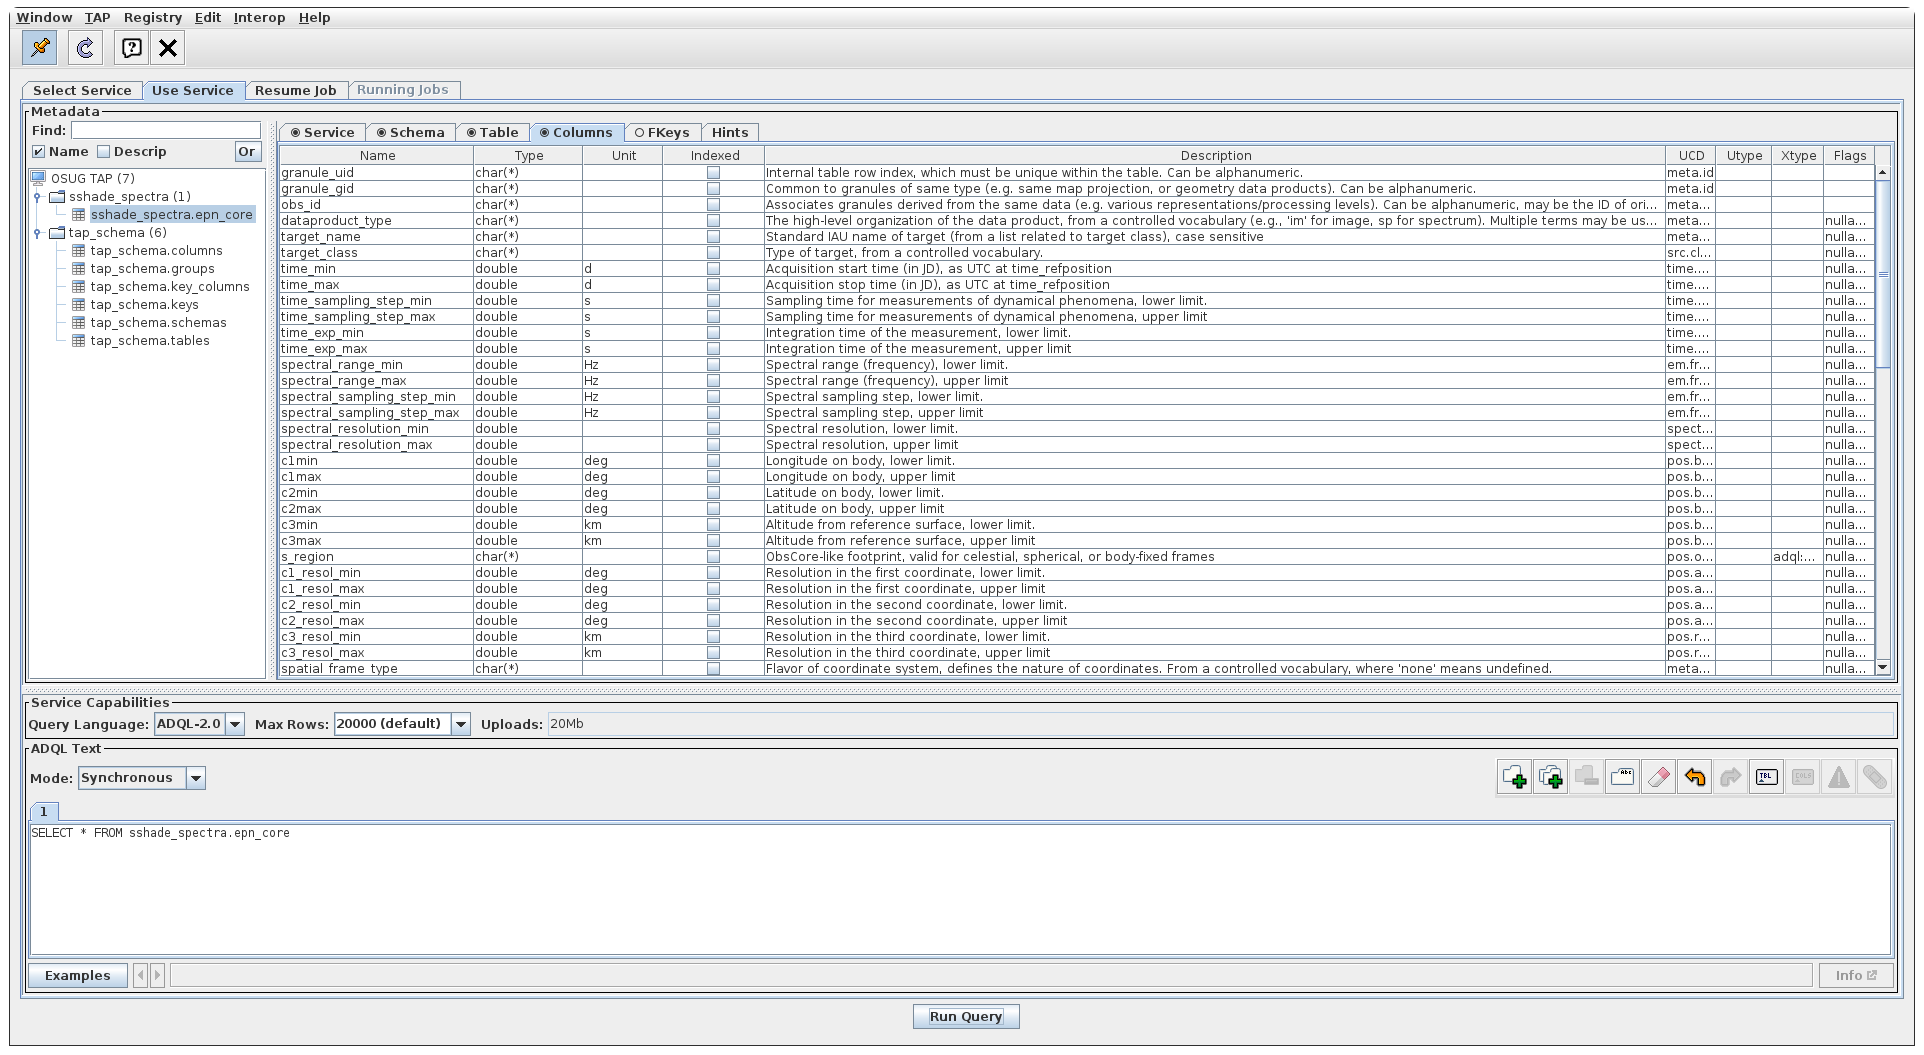 Window TAP Registry Edit Interop Help
Select Service Use Service Resume Job Running Jobs
Metadata
Find:
Name Descrip Or
OSUG TAP (7)
sshade_spectra (1)
sshade_spectra.epn_core
tap_schema (6)
tap_schema.columns
tap_schema.groups
tap_schema.key_columns
tap_schema.keys
tap_schema.schemas
tap_schema.tables
Service Schema Table Columns FKeys Hints
Name Type Unit Indexed Description UCD Utype Xtype Flags
granule_uid char(*) Internal table row index, which must be unique within the table. Can be alphanumeric. meta.id
granule_gid char(*) Common to granules of same type (e.g. same map projection, or geometry data products). Can be alphanumeric. meta.id
obs_id char(*) Associates granules derived from the same data (e.g. various representations/processing levels). Can be alphanumeric, may be the ID of ori... meta...
dataproduct_type char(*) The high-level organization of the data product, from a controlled vocabulary (e.g., 'im' for image, sp for spectrum). Multiple terms may be us... meta... nulla...
target_name char(*) Standard IAU name of target (from a list related to target class), case sensitive meta... nulla...
target_class char(*) Type of target, from a controlled vocabulary. src.cl... nulla...
time_min double d Acquisition start time (in JD), as UTC at time_refposition time.... nulla...
time_max double d Acquisition stop time (in JD), as UTC at time_refposition time.... nulla...
time_sampling_step_min double s Sampling time for measurements of dynamical phenomena, lower limit. time.... nulla...
time_sampling_step_max double s Sampling time for measurements of dynamical phenomena, upper limit time.... nulla...
time_exp_min double s Integration time of the measurement, lower limit. time.... nulla...
time_exp_max double s Integration time of the measurement, upper limit time.... nulla...
spectral_range_min double Hz Spectral range (frequency), lower limit. em.fr... nulla...
spectral_range_max double Hz Spectral range (frequency), upper limit em.fr... nulla...
spectral_sampling_step_min double Hz Spectral sampling step, lower limit. em.fr... nulla...
spectral_sampling_step_max double Hz Spectral sampling step, upper limit em.fr... nulla...
spectral_resolution_min double Spectral resolution, lower limit. spect... nulla...
spectral_resolution_max double Spectral resolution, upper limit spect... nulla...
c1min double deg Longitude on body, lower limit. pos.b... nulla...
c1max double deg Longitude on body, upper limit pos.b... nulla...
c2min double deg Latitude on body, lower limit. pos.b... nulla...
c2max double deg Latitude on body, upper limit pos.b... nulla...
c3min double km Altitude from reference surface, lower limit. pos.b... nulla...
c3max double km Altitude from reference surface, upper limit pos.b... nulla...
s_region char(*) ObsCore-like footprint, valid for celestial, spherical, or body-fixed frames pos.o... adql:... nulla...
c1_resol_min double deg Resolution in the first coordinate, lower limit. pos.a... nulla...
c1_resol_max double deg Resolution in the first coordinate, upper limit pos.a... nulla...
c2_resol_min double deg Resolution in the second coordinate, lower limit. pos.a... nulla...
c2_resol_max double deg Resolution in the second coordinate, upper limit pos.a... nulla...
c3_resol_min double km Resolution in the third coordinate, lower limit. pos.r... nulla...
c3_resol_max double km Resolution in the third coordinate, upper limit pos.r... nulla...
spatial_frame_type char(*) Flavor of coordinate system, defines the nature of coordinates. From a controlled vocabulary, where 'none' means undefined. meta... nulla...
Service Capabilities
Query Language: ADQL-2.0 Max Rows: 20000 (default) Uploads: 20Mb
ADQL Text
Mode: Synchronous Abc TBL
1
SELECT * FROM sshade_spectra.epn_core
Examples Info
Run Query